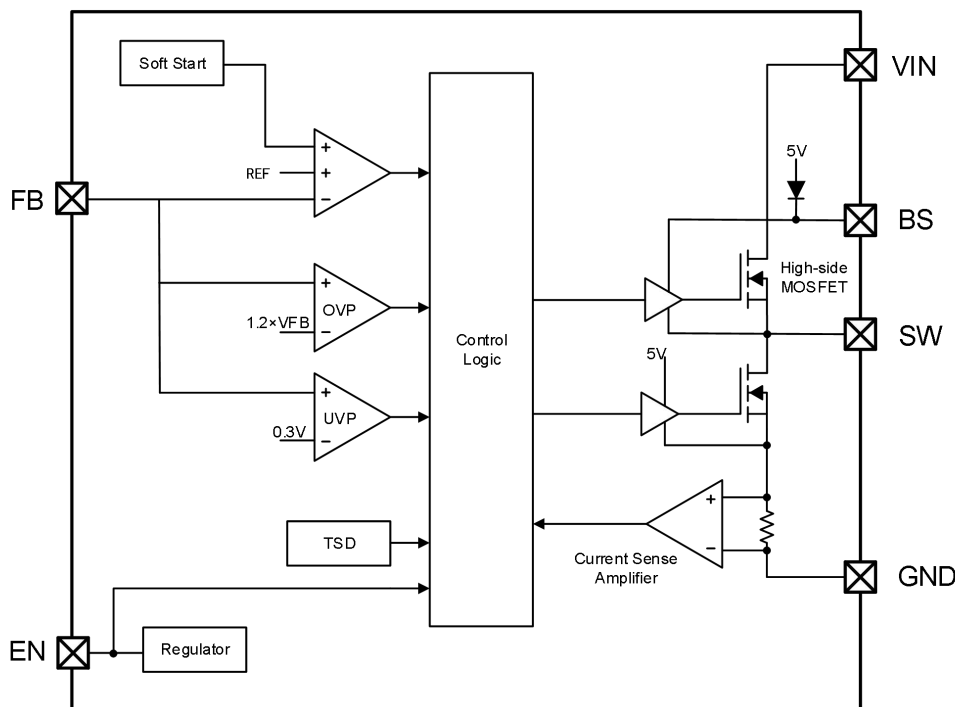 Soft Start
VIN
+
REF
+
−
5V
FB
BS
High-side
MOSFET
+
OVP
1.2×VFB
−
SW
Control
Logic
5V
+
UVP
0.3V
−
+
−
TSD
Current Sense
Amplifier
GND
EN
Regulator